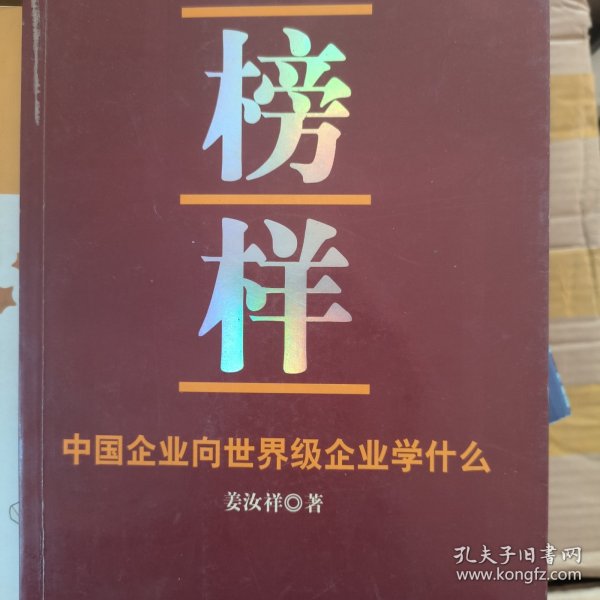 榜
样
中国企业向世界级企业学什么
姜汝祥◎著
孔夫子旧书网
www.kongfz.com